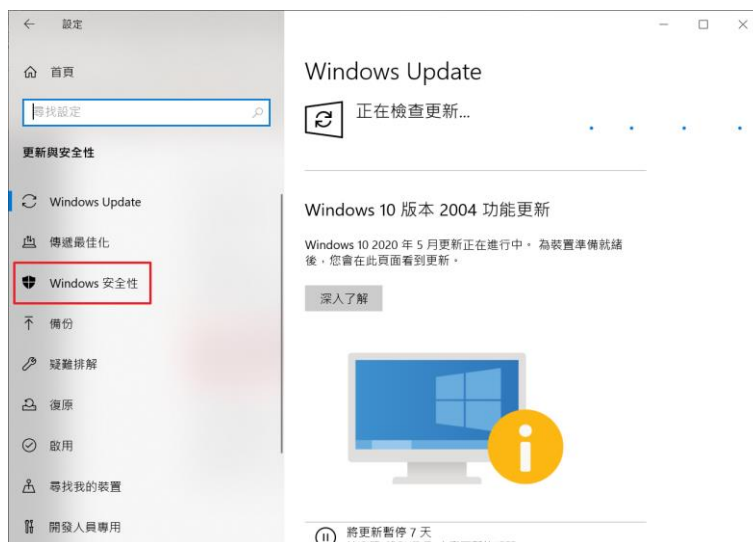 設定
首頁
尋找設定
更新與安全性
Windows Update
傳遞最佳化
Windows 安全性
備份
疑難排解
復原
啟用
尋找我的裝置
開發人員專用
Windows Update
正在檢查更新...
Windows 10 版本 2004 功能更新
Windows 10 2020 年 5 月更新正在進行中。 為裝置準備就緒
後，您會在此頁面看到更新。
深入了解
將更新暫停 7 天